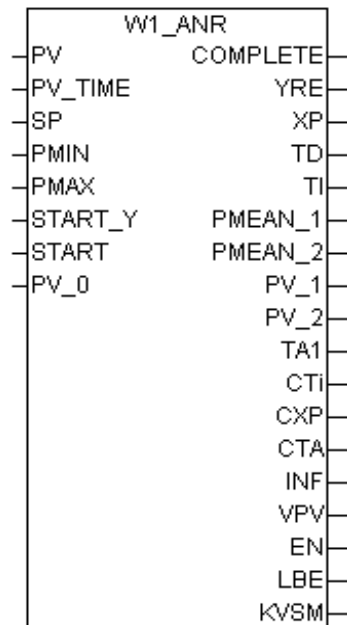 W1_ANR
PV COMPLETE
PV_TIME YRE
SP XP
PMIN TD
PMAX TI
START_Y PMEAN_1
START PMEAN_2
PV_0 PV_1
PV_2
TA1
CTi
CXP
CTA
INF
VPV
EN
LBE
KVSM